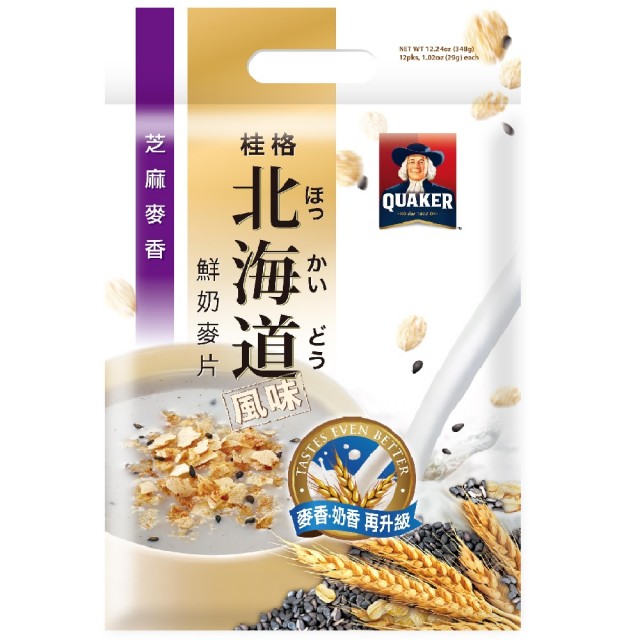 NET WT 12.24oz (348g)
12pks, 1.02oz (29g) each
芝麻麥香
桂格
北海道
ほっ かい どう
鮮奶麥片
風味
QUAKER
TASTES EVEN BETTER
麥香·奶香 再升級